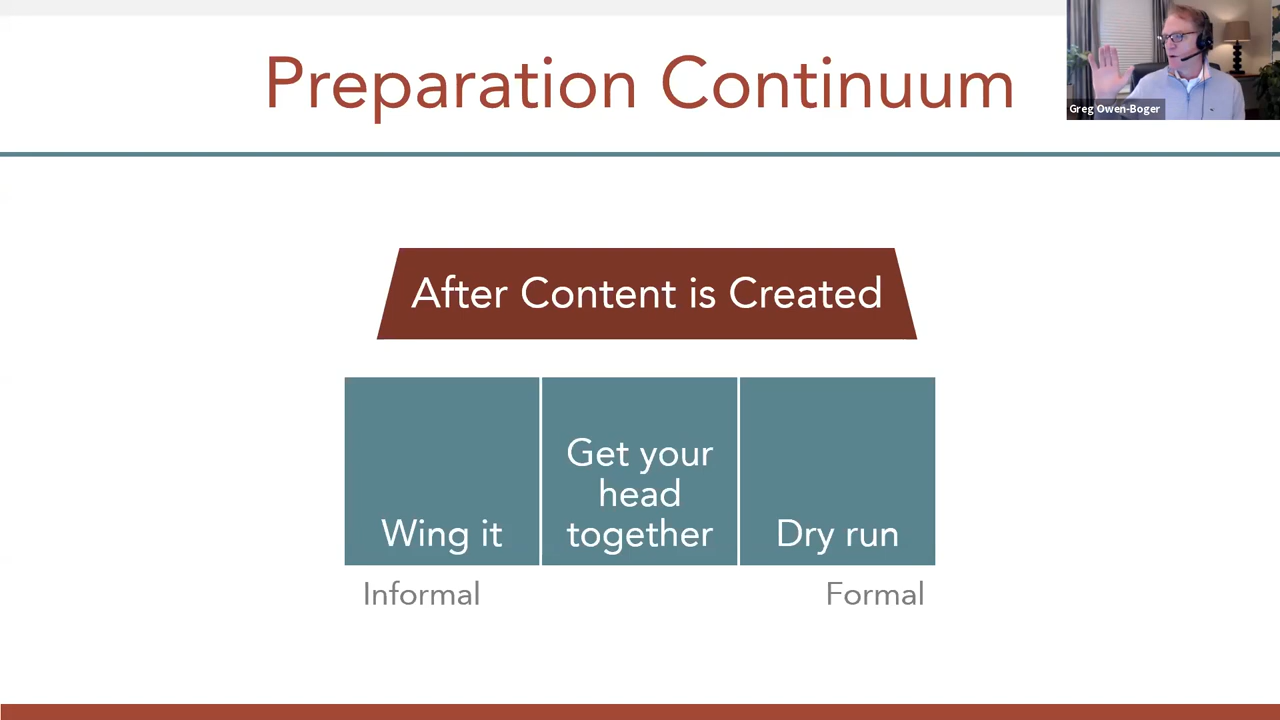 Preparation Continuum
Greg Owen-Boger
After Content is Created
Wing it
Get your
head
together
Dry run
Informal
Formal